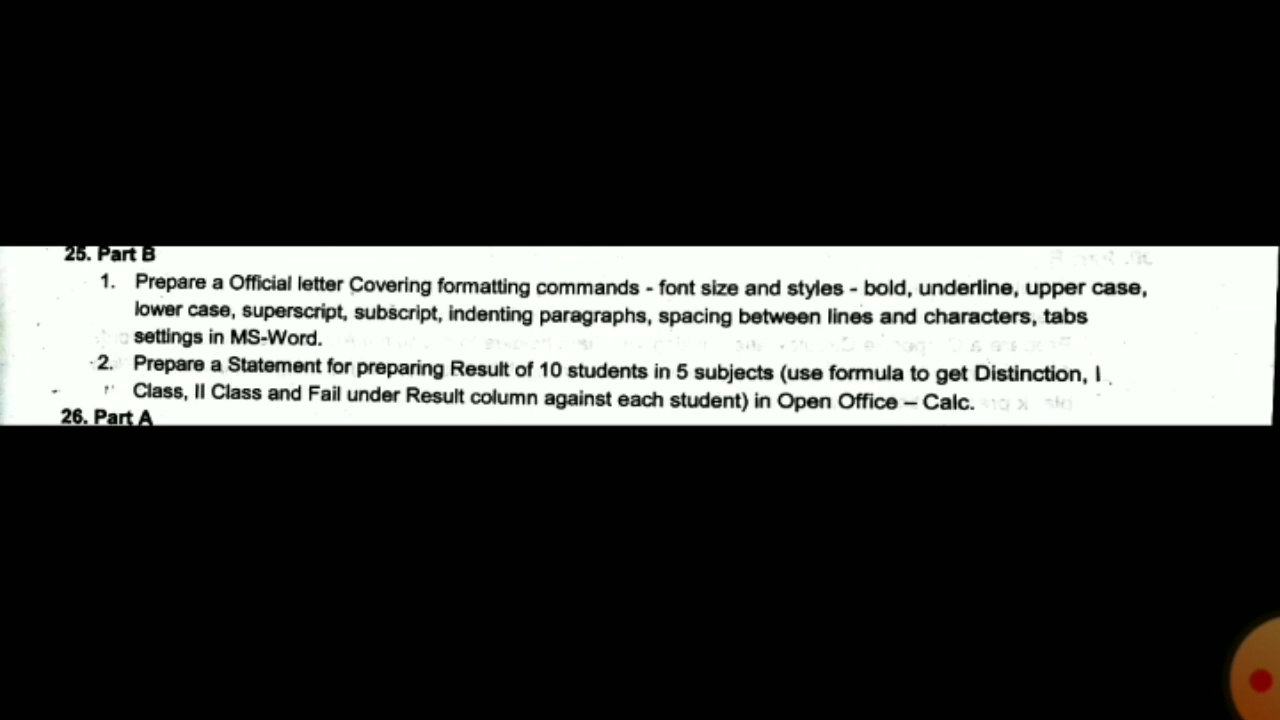 25. Part B
1. Prepare a Official letter Covering formatting commands - font size and styles - bold, underline, upper case,
lower case, superscript, subscript, indenting paragraphs, spacing between lines and characters, tabs
settings in MS-Word.
2. Prepare a Statement for preparing Result of 10 students in 5 subjects (use formula to get Distinction, I
Class, II Class and Fail under Result column against each student) in Open Office – Calc.
26. Part A